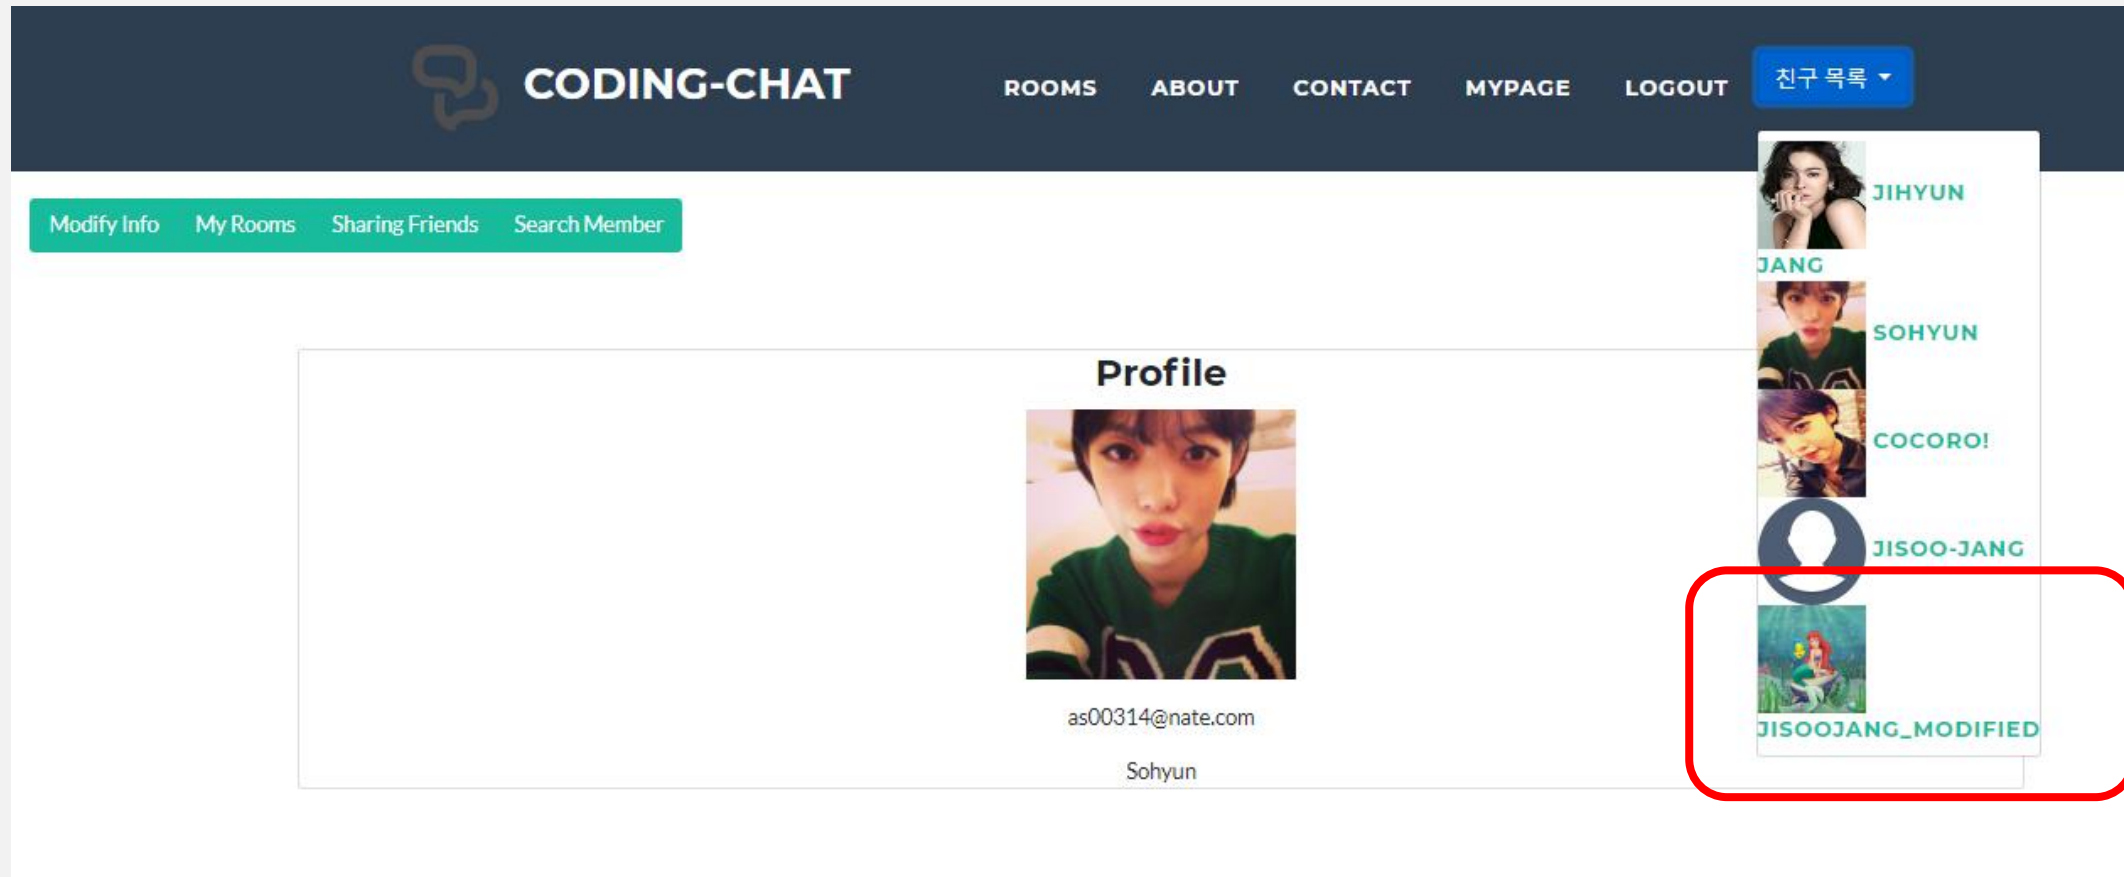 CODING-CHAT
ROOMS ABOUT CONTACT MYPAGE LOGOUT 친구 목록
Modify Info My Rooms Sharing Friends Search Member
JIHYUN
JANG
SOHYUN
COCORO!
JISOO-JANG
JISOOJANG_MODIFIED
Profile
as00314@nate.com
Sohyun